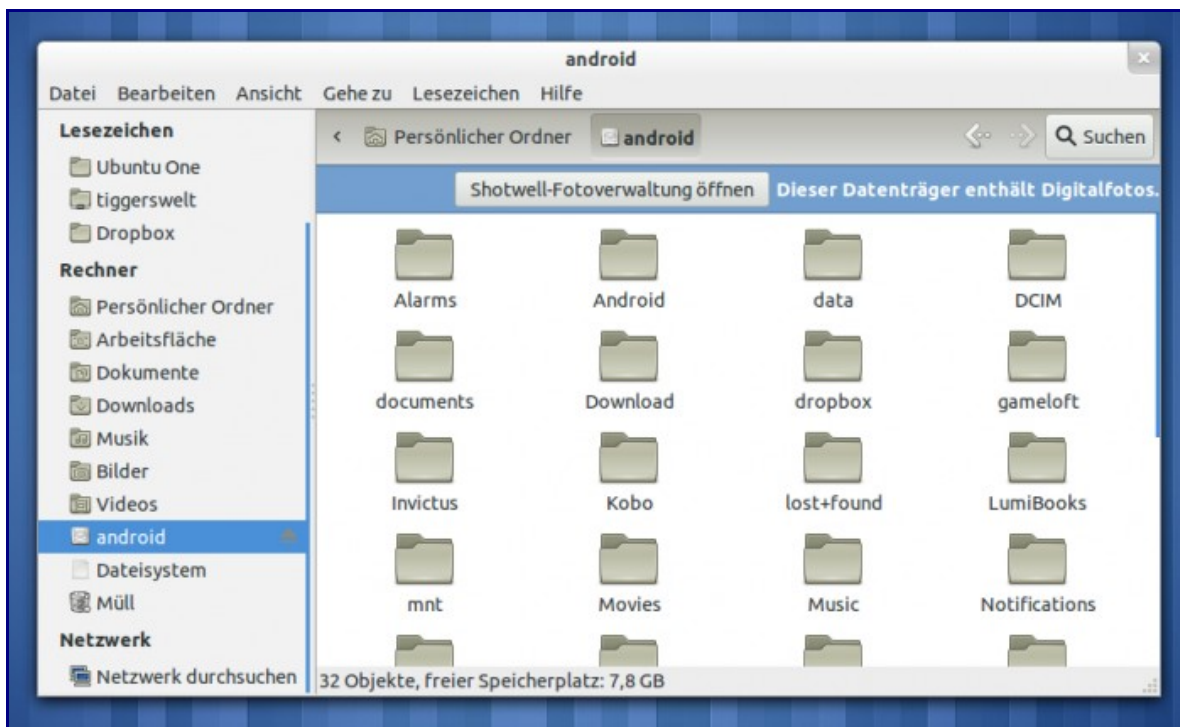 android
Datei Bearbeiten Ansicht Gehe zu Lesezeichen Hilfe
Lesezeichen
Ubuntu One
tiggerswelt
Dropbox
Rechner
Persönlicher Ordner
Arbeitsfläche
Dokumente
Downloads
Musik
Bilder
Videos
android
Dateisystem
Müll
Netzwerk
Netzwerk durchsuchen
Persönlicher Ordner android Suchen
Shotwell-Fotoverwaltung öffnen Dieser Datenträger enthält Digitalfotos.
Alarms Android data DCIM
documents Download dropbox gameloft
Invictus Kobo lost+found LumiBooks
mnt Movies Music Notifications
32 Objekte, freier Speicherplatz: 7,8 GB